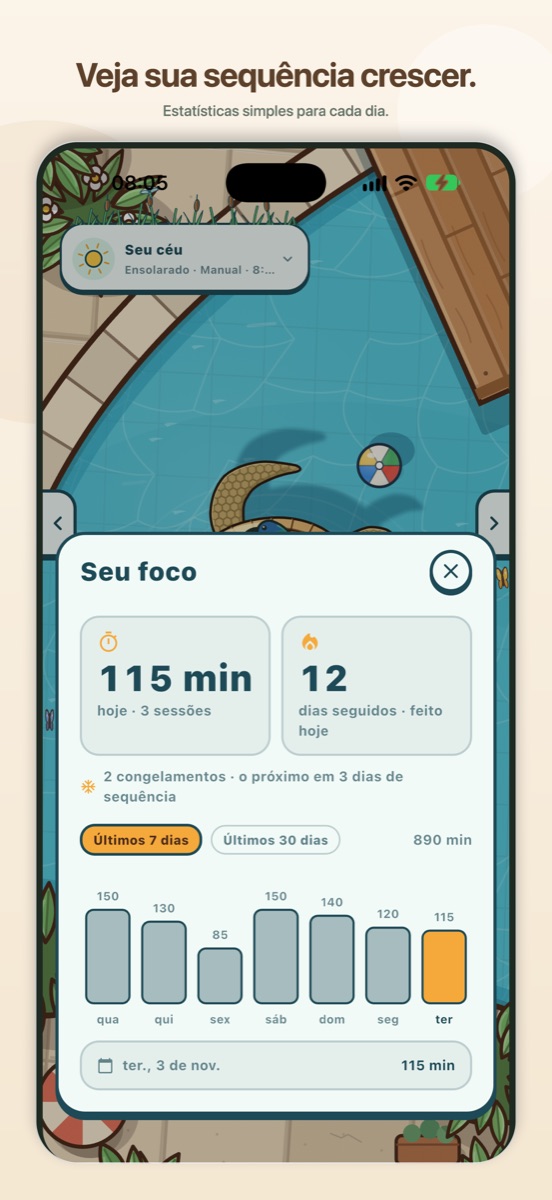 Veja sua sequência crescer.
Estatísticas simples para cada dia.
08:05
Seu céu
Ensolarado · Manual · 8:...
Seu foco
115 min
hoje · 3 sessões
12
dias seguidos · feito
hoje
2 congelamentos · o próximo em 3 dias de
sequência
Últimos 7 dias
Últimos 30 dias
890 min
150
130
85
150
140
120
115
qua
qui
sex
sáb
dom
seg
ter
ter., 3 de nov.
115 min